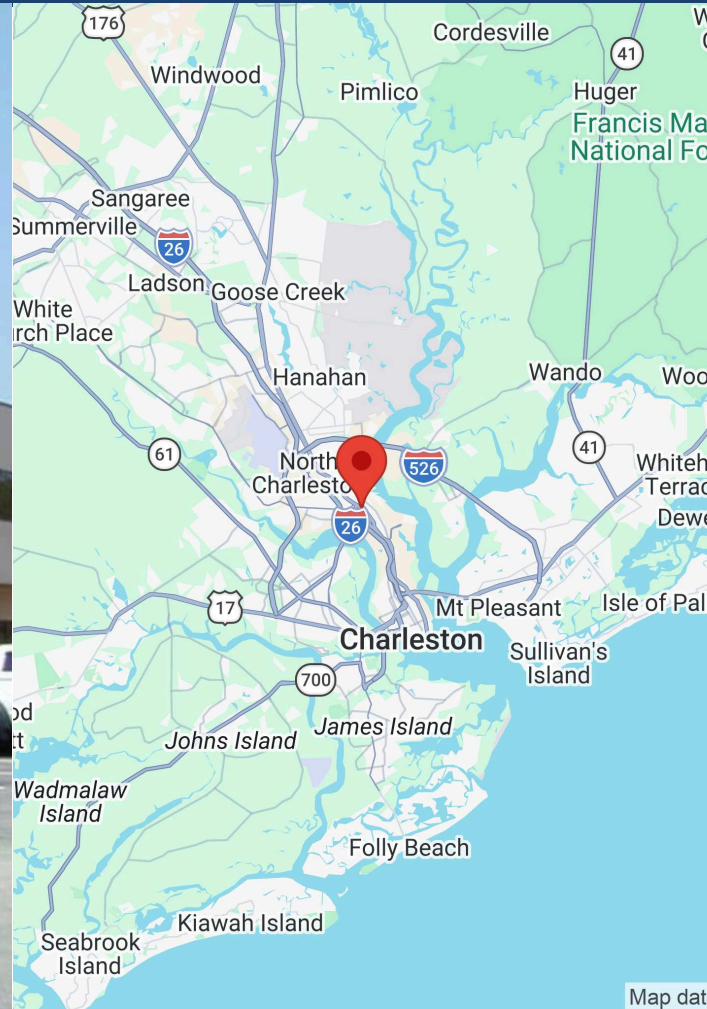 176
Cordesville
41
Windwood
Pimlico
Huger
Francis Ma
National Fo
Sangaree
Summerville
26
Ladson
Goose Creek
White
rch Place
Hanahan
Wando
Woo
61
41
North
Charlesto
526
Whiteh
Terrac
26
Dewe
17
Mt Pleasant
Isle of Pal
Charleston
Sullivan's
Island
700
od
tt
Johns Island
James Island
Wadmalaw
Island
Folly Beach
Kiawah Island
Seabrook
Island
Map dat